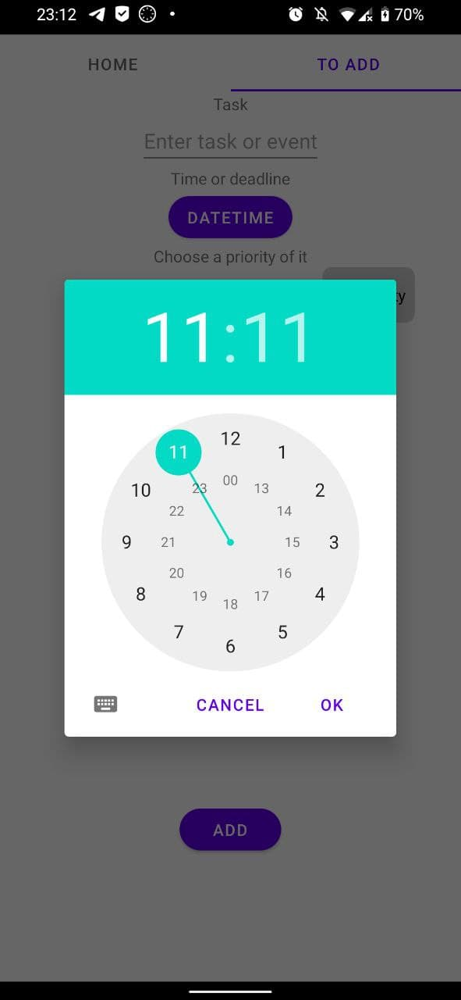 23:12 70%
HOME TO ADD
Task
Enter task or event
Time or deadline
DATETIME
Choose a priority of it
11:11
12
11 1
00
10 23 13 2
22 14
9 21 15 3
20 16
8 19 17 4
18
7 5
6
CANCEL OK
ADD